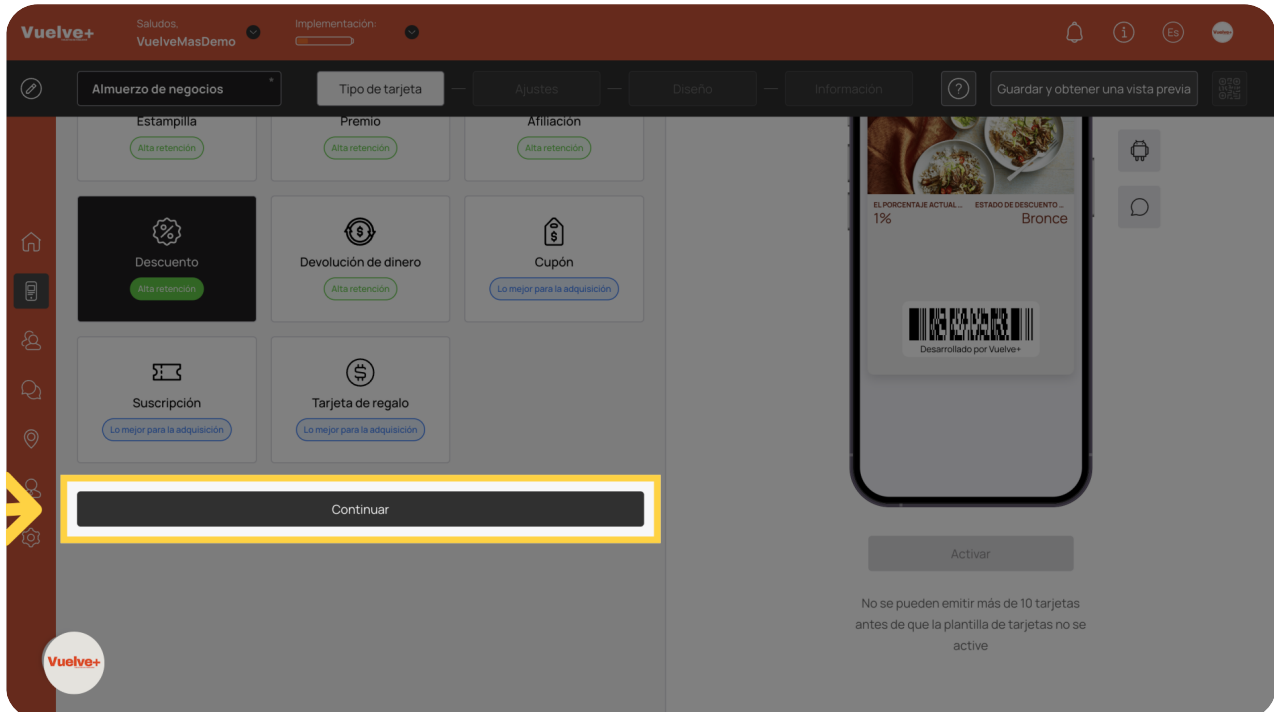 Vuelve+
Saludos,
VuelveMasDemo
Implementación:
Es
Vuelve+
Almuerzo de negocios *
Tipo de tarjeta
Ajustes
Diseño
Información
?
Guardar y obtener una vista previa
Estampilla
Alta retención
Premio
Alta retención
Afiliación
Alta retención
Descuento
Alta retención
Devolución de dinero
Alta retención
Cupón
Lo mejor para la adquisición
Suscripción
Lo mejor para la adquisición
Tarjeta de regalo
Lo mejor para la adquisición
Continuar
EL PORCENTAJE ACTUAL ... ESTADO DE DESCUENTO ...
1% Bronce
Desarrollado por Vuelve+
Activar
No se pueden emitir más de 10 tarjetas
antes de que la plantilla de tarjetas no se
active
Vuelve+